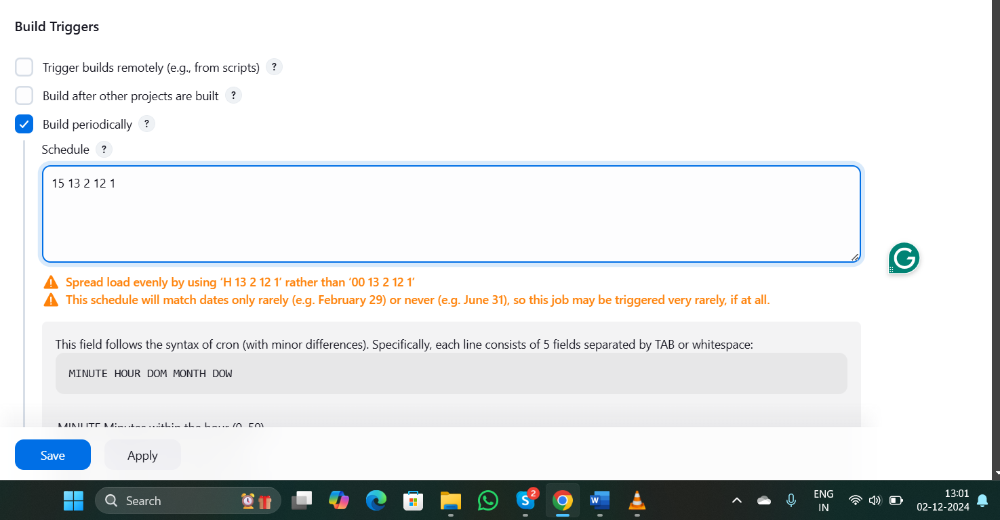 Build Triggers
Trigger builds remotely (e.g., from scripts) ?
Build after other projects are built ?
Build periodically ?
Schedule ?
15 13 2 12 1
Spread load evenly by using ‘H 13 2 12 1’ rather than ‘00 13 2 12 1’
This schedule will match dates only rarely (e.g. February 29) or never (e.g. June 31), so this job may be triggered very rarely, if at all.
This field follows the syntax of cron (with minor differences). Specifically, each line consists of 5 fields separated by TAB or whitespace:
MINUTE HOUR DOM MONTH DOW
MINUTE Minutes within the hour (0–59)
Save Apply
Search
2
ENG
IN
13:01
02-12-2024